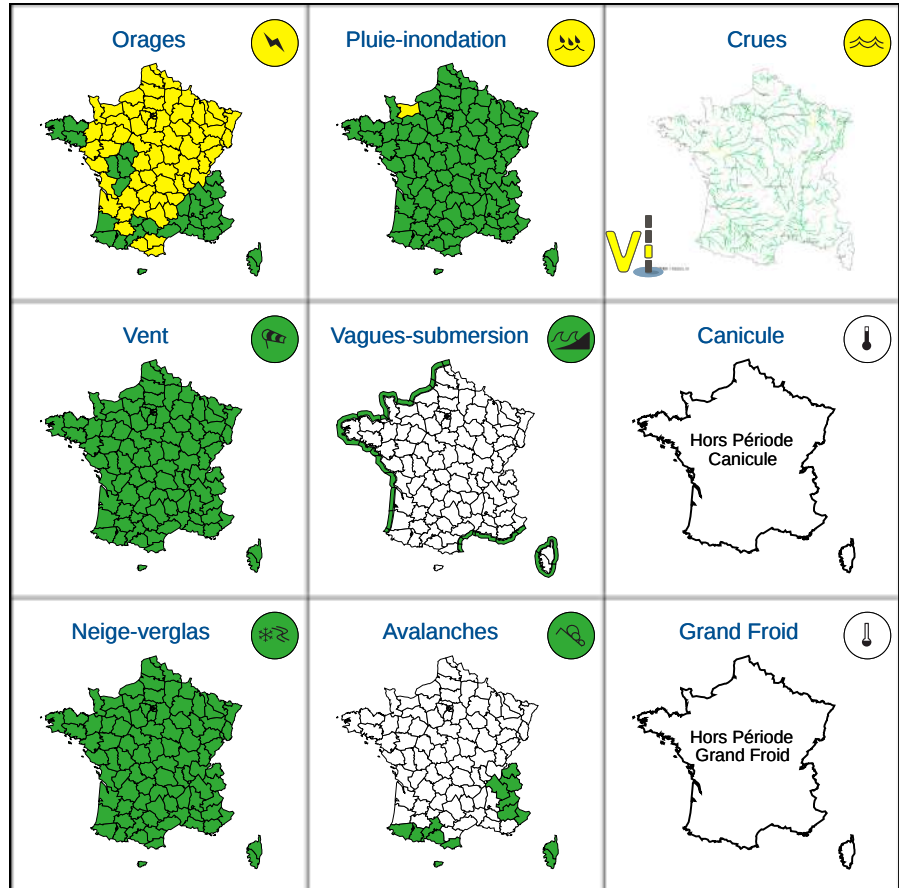 Orages
Pluie-inondation
Crues
Vi
Vent
Vagues-submersion
Canicule
Hors Période
Canicule
Neige-verglas
Avalanches
Grand Froid
Hors Période
Grand Froid